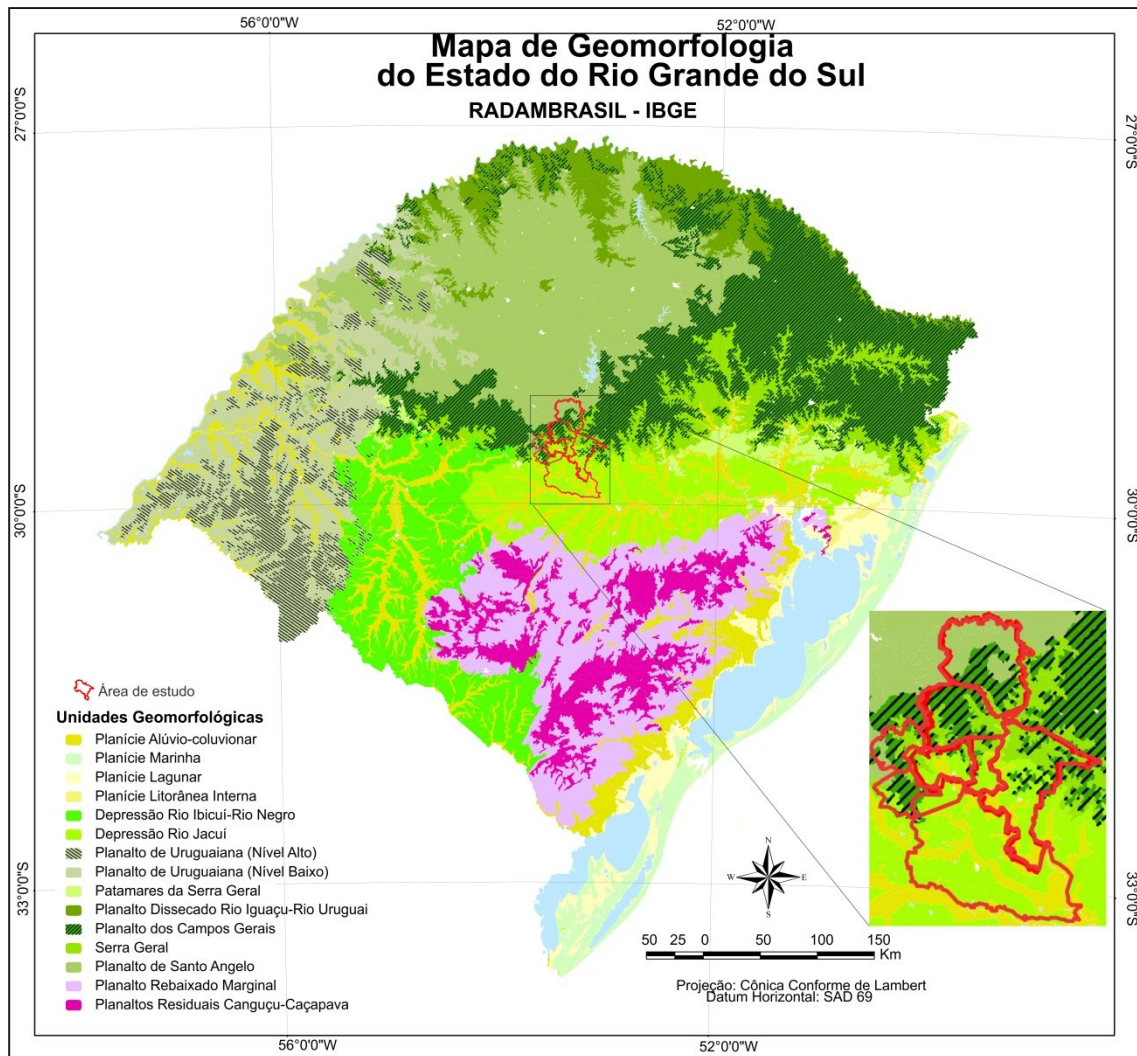 56°0'0"W
52°0'0"W
Mapa de Geomorfologia
do Estado do Rio Grande do Sul
RADAMBRASIL - IBGE
27°0'0"S
27°0'0"S
30°0'0"S
30°0'0"S
Área de estudo
Unidades Geomorfológicas
Planície Alúvio-coluvionar
Planície Marinha
Planície Lagunar
Planície Litorânea Interna
Depressão Rio Ibicuí-Rio Negro
Depressão Rio Jacuí
Planalto de Uruguaiana (Nível Alto)
Planalto de Uruguaiana (Nível Baixo)
Patamares da Serra Geral
Planalto Dissecado Rio Iguaçu-Rio Uruguai
Planalto dos Campos Gerais
Serra Geral
Planalto de Santo Angelo
Planalto Rebaixado Marginal
Planaltos Residuais Canguçu-Caçapava
N
W E
S
33°0'0"S
33°0'0"S
50 25 0 50 100 150
Km
Projeção: Cônica Conforme de Lambert
Datum Horizontal: SAD 69
56°0'0"W
52°0'0"W